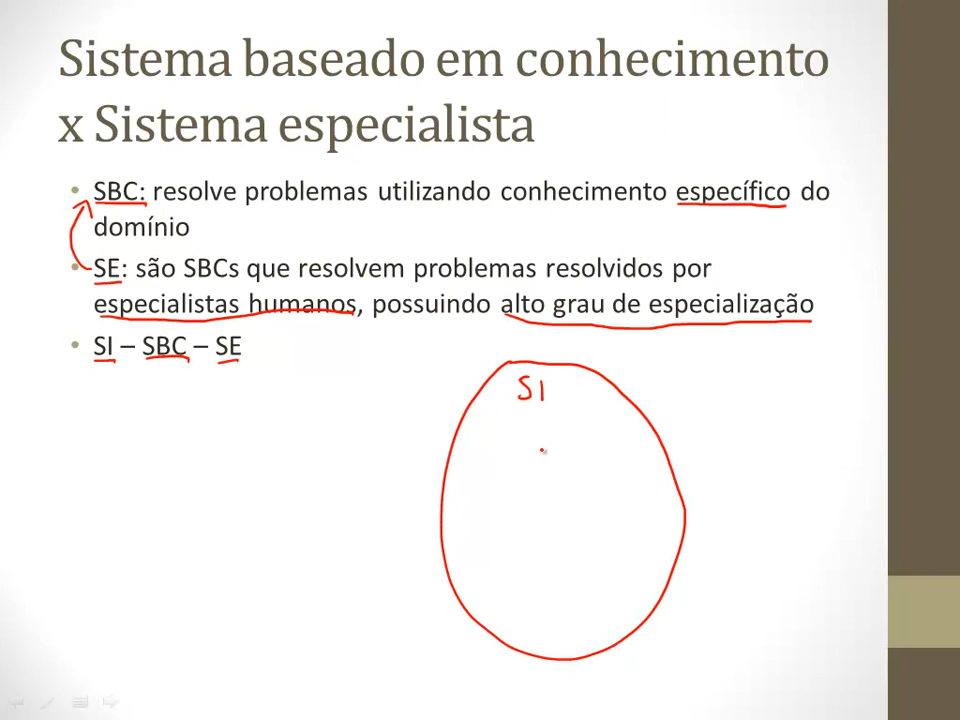 Sistema baseado em conhecimento
x Sistema especialista
• SBC: resolve problemas utilizando conhecimento específico do
domínio
• SE: são SBCs que resolvem problemas resolvidos por
especialistas humanos, possuindo alto grau de especialização
• SI – SBC – SE
SI